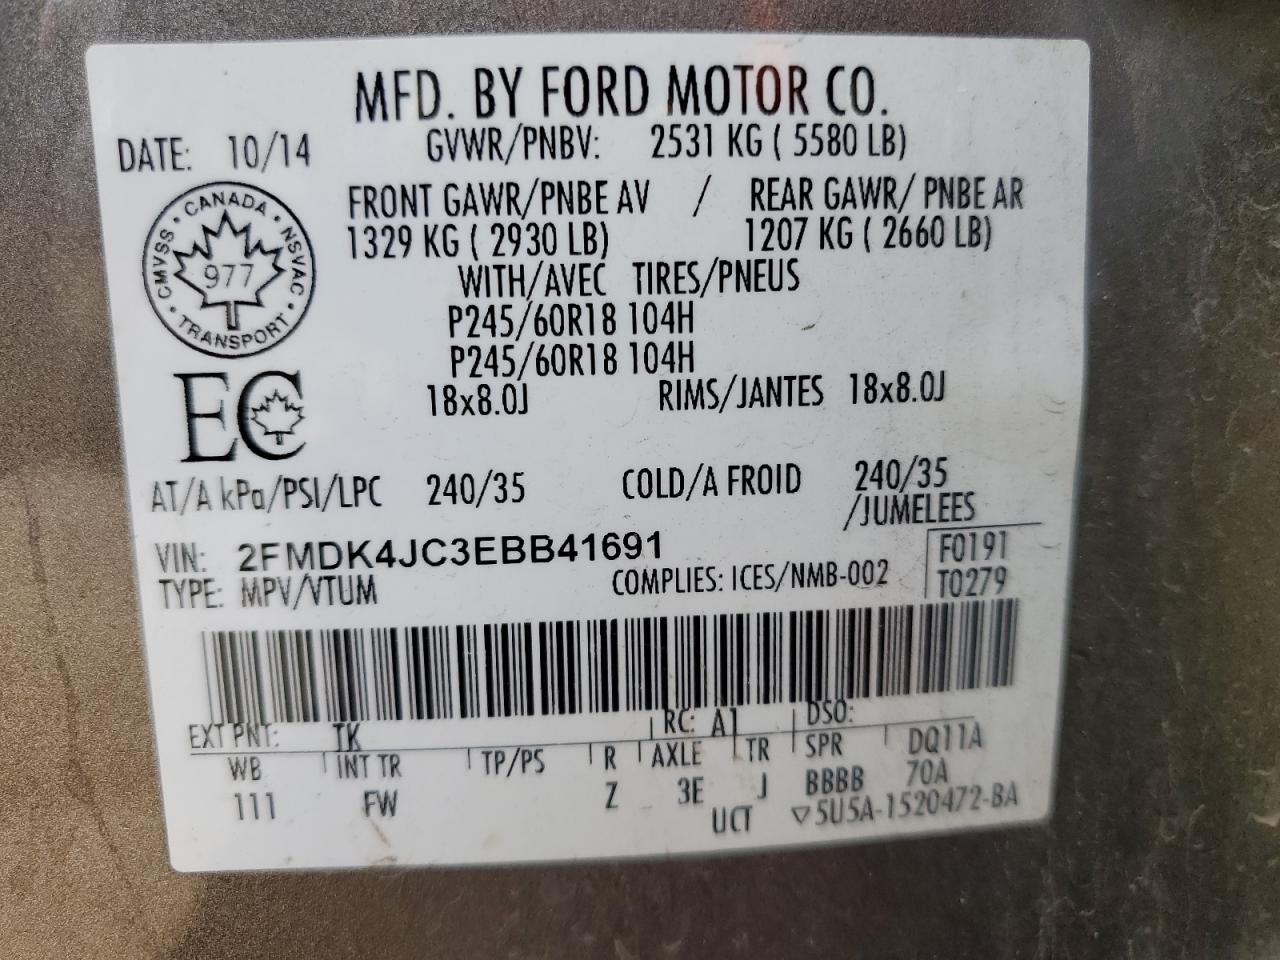 MFD. BY FORD MOTOR CO.
DATE: 10/14 GVWR/PNBV: 2531 KG ( 5580 LB)
FRONT GAWR/PNBE AV / REAR GAWR/ PNBE AR
1329 KG ( 2930 LB) 1207 KG ( 2660 LB)
WITH/AVEC TIRES/PNEUS
P245/60R18 104H
P245/60R18 104H
18x8.0J RIMS/JANTES 18x8.0J
CANADA · NSVAC · TRANSPORT · CMVSS ·
977
EC
AT/A kPa/PSI/LPC 240/35 COLD/A FROID 240/35
/JUMELEES
VIN: 2FMDK4JC3EBB41691 F0191
TYPE: MPV/VTUM COMPLIES: ICES/NMB-002 T0279
EXT PNT: TK RC: A1 DSO:
WB INT TR TP/PS R AXLE TR SPR DQ11A
111 FW Z 3E J BBBB 70A
UCT ▽5U5A-1520472-BA